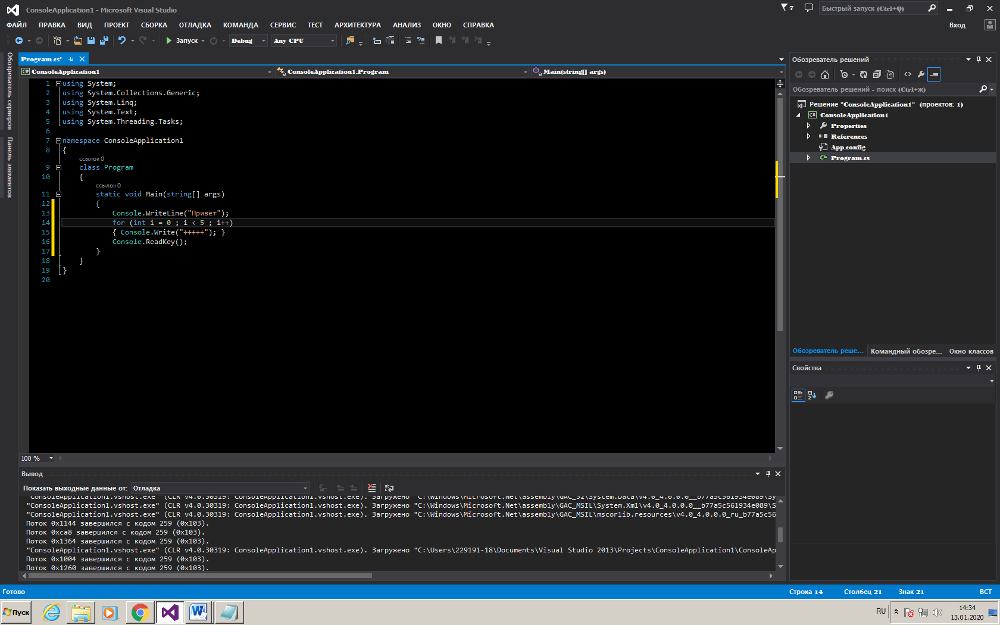 ConsoleApplication1 - Microsoft Visual Studio
7
Быстрый запуск (Ctrl+Q)
ФАЙЛ ПРАВКА ВИД ПРОЕКТ СБОРКА ОТЛАДКА КОМАНДА СЕРВИС ТЕСТ АРХИТЕКТУРА АНАЛИЗ ОКНО СПРАВКА
Вход
Запуск Debug Any CPU
Обозреватель серверов
Панель элементов
Program.cs*
ConsoleApplication1 ConsoleApplication1.Program Main(string[] args)
1 using System;
2 using System.Collections.Generic;
3 using System.Linq;
4 using System.Text;
5 using System.Threading.Tasks;
6
7 namespace ConsoleApplication1
8 {
ссылок 0
9 class Program
10 {
ссылок 0
11 static void Main(string[] args)
12 {
13 Console.WriteLine("Привет");
14 for (int i = 0 ; i < 5 ; i++)
15 { Console.Write("+++++"); }
16 Console.ReadKey();
17 }
18 }
19 }
20
100 %
Вывод
Показать выходные данные от: Отладка
"ConsoleApplication1.vshost.exe" (CLR v4.0.30319: ConsoleApplication1.vshost.exe). Загружено "C:\Windows\Microsoft.Net\assembly\GAC_32\System.Data\v4.0_4.0.0.0__b77a5c561934e089\Sy
"ConsoleApplication1.vshost.exe" (CLR v4.0.30319: ConsoleApplication1.vshost.exe). Загружено "C:\Windows\Microsoft.Net\assembly\GAC_MSIL\System.Xml\v4.0_4.0.0.0__b77a5c561934e089\S
"ConsoleApplication1.vshost.exe" (CLR v4.0.30319: ConsoleApplication1.vshost.exe). Загружено "C:\Windows\Microsoft.Net\assembly\GAC_MSIL\mscorlib.resources\v4.0_4.0.0.0_ru_b77a5c56
Поток 0x1144 завершился с кодом 259 (0x103).
Поток 0xca8 завершился с кодом 259 (0x103).
Поток 0x1364 завершился с кодом 259 (0x103).
"ConsoleApplication1.vshost.exe" (CLR v4.0.30319: ConsoleApplication1.vshost.exe). Загружено "C:\Users\229191-18\Documents\Visual Studio 2013\Projects\ConsoleApplication1\ConsoleAp
Поток 0x1004 завершился с кодом 259 (0x103).
Поток 0x1260 завершился с кодом 259 (0x103).
Обозреватель решений
Обозреватель решений - поиск (Ctrl+ж)
Решение "ConsoleApplication1" (проектов: 1)
ConsoleApplication1
Properties
References
App.config
Program.cs
Обозреватель реше... Командный обозре... Окно классов
Свойства
Готово
Строка 14 Столбец 21 Знак 21 ВСТ
Пуск
RU
14:34
13.01.2020